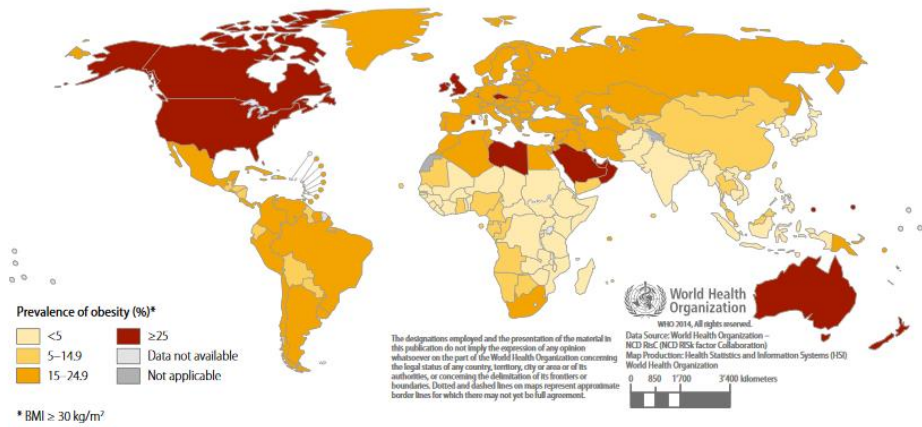 Prevalence of obesity (%)*
<5
5–14.9
15–24.9
≥25
Data not available
Not applicable
* BMI ≥ 30 kg/m²
The designations employed and the presentation of the material in
this publication do not imply the expression of any opinion
whatsoever on the part of the World Health Organization concerning
the legal status of any country, territory, city or area or of its
authorities, or concerning the delimitation of its frontiers or
boundaries. Dotted and dashed lines on maps represent approximate
border lines for which there may not yet be full agreement.
World Health
Organization
WHO 2014, All rights reserved.
Data Source: World Health Organization –
NCD RisC (NCD RISk factor Collaboration)
Map Production: Health Statistics and Information Systems (HSI)
World Health Organization
0 850 1'700 3'400 kilometers